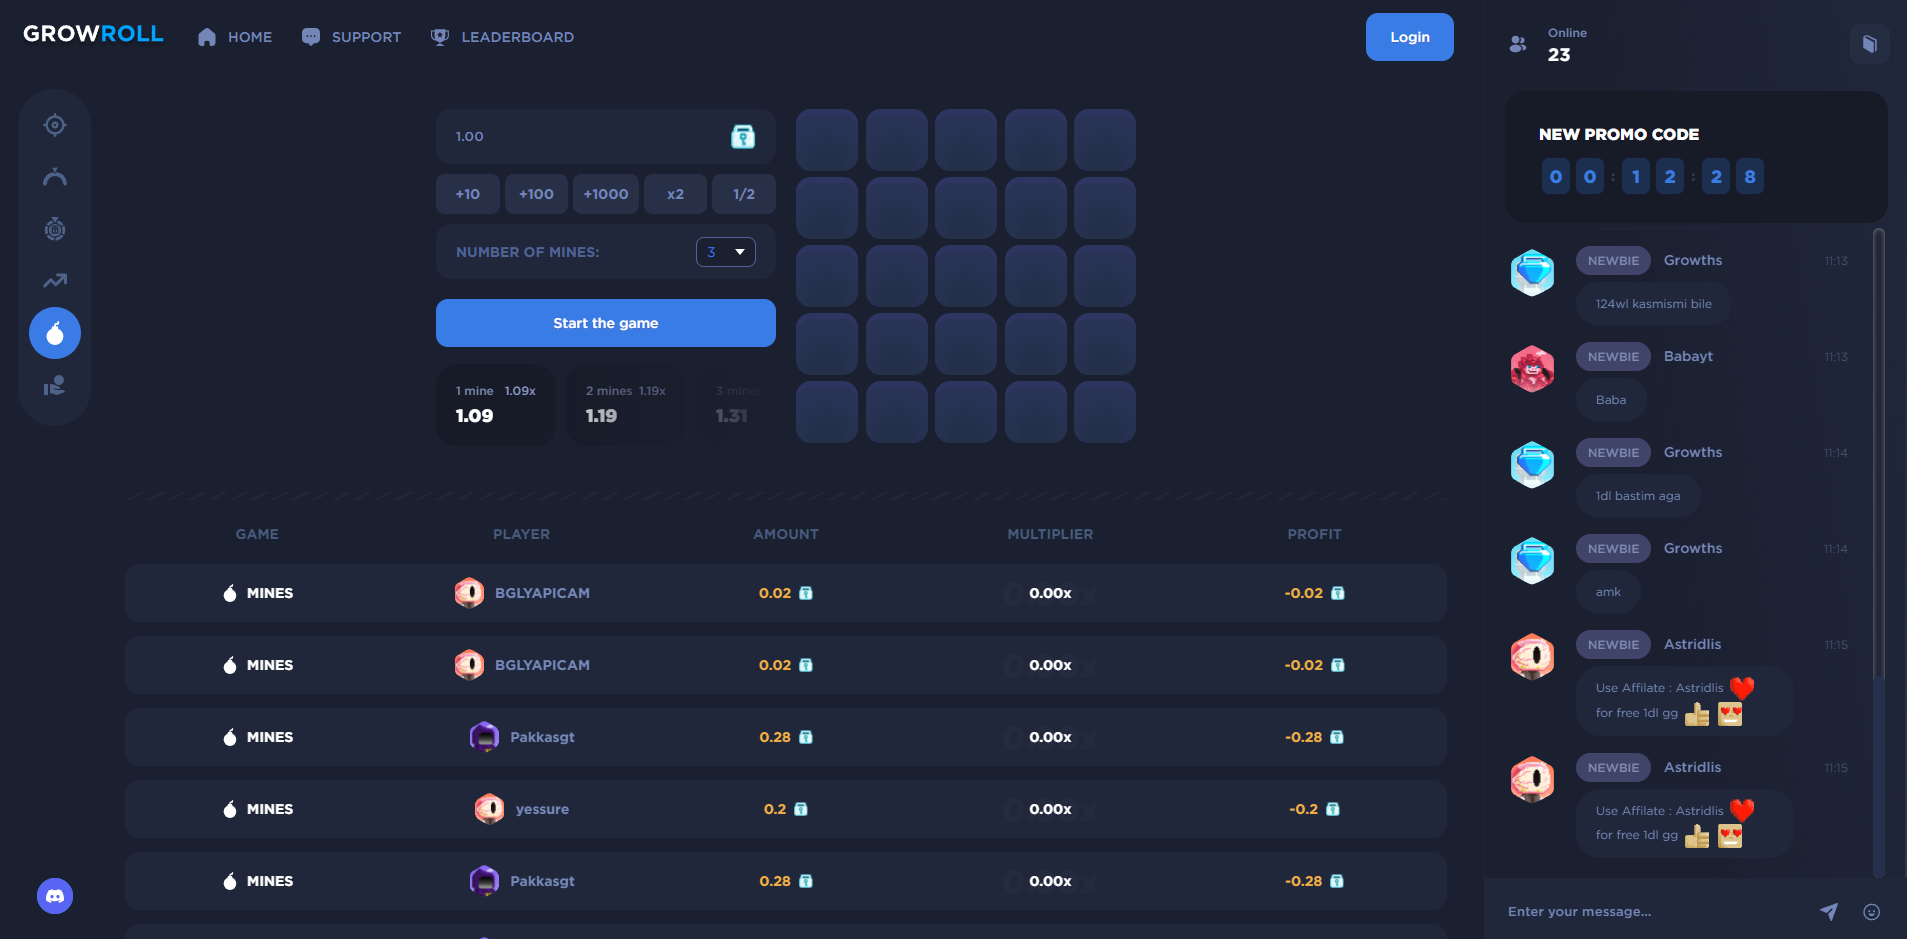 GROWROLL
HOME
SUPPORT
LEADERBOARD
Login
Online
23
NEW PROMO CODE
00:12:28
1.00
+10
+100
+1000
x2
1/2
NUMBER OF MINES:
3
Start the game
1 mine 1.09x
1.09
2 mines 1.19x
1.19
3 mines
1.31
GAME PLAYER AMOUNT MULTIPLIER PROFIT
MINES BGLYAPICAM 0.02 0.00x -0.02
MINES BGLYAPICAM 0.02 0.00x -0.02
MINES Pakkasgt 0.28 0.00x -0.28
MINES yessure 0.2 0.00x -0.2
MINES Pakkasgt 0.28 0.00x -0.28
NEWBIE Growths 11:13
124wl kasmismi bile
NEWBIE Babayt 11:13
Baba
NEWBIE Growths 11:14
1dl bastim aga
NEWBIE Growths 11:14
amk
NEWBIE Astridlis 11:15
Use Affilate : Astridlis
for free 1dl gg
NEWBIE Astridlis 11:15
Use Affilate : Astridlis
for free 1dl gg
Enter your message...